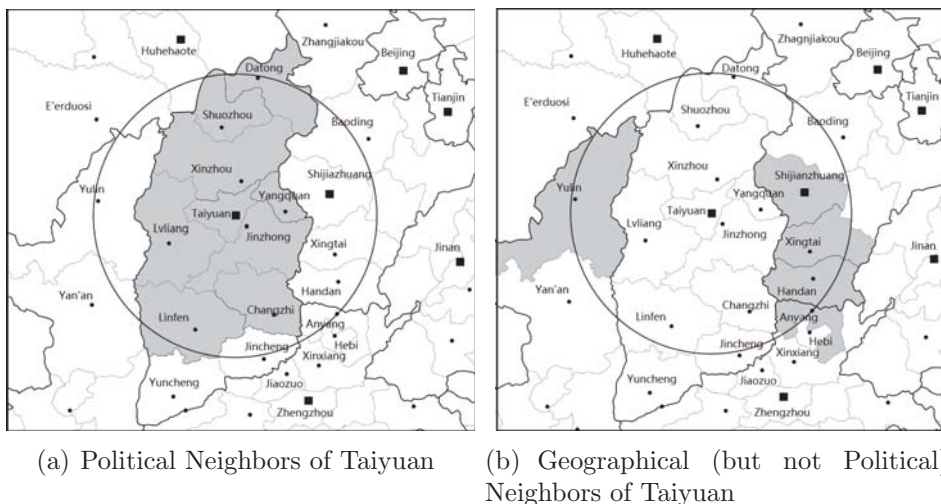 Zhangjiakou
Huhehaote
Beijing
Datong
Tianjin
E'erduosi
Shuozhou
Baoding
Xinzhou
Shijiazhuang
Yulin
Yangquan
Taiyuan
Jinzhong
Lvliang
Xingtai
Jinan
Handan
Yan'an
Changzhi
Linfen
Anyang
Hebi
Jincheng
Xinxiang
Yuncheng
Jiaozuo
Zhengzhou
(a) Political Neighbors of Taiyuan
Zhagnjiakou
Huhehaote
Beijing
Datong
Tianjin
E'erduosi
Shuozhou
Baoding
Xinzhou
Shijianzhuang
Yulin
Yangquan
Taiyuan
Lvliang
Jinzhong
Xingtai
Jinan
Handan
Yan'an
Changzhi
Anyang
Linfen
Hebi
Jincheng
Xinxiang
Jiaozuo
Yuncheng
Zhengzhou
(b) Geographical (but not Political)
Neighbors of Taiyuan